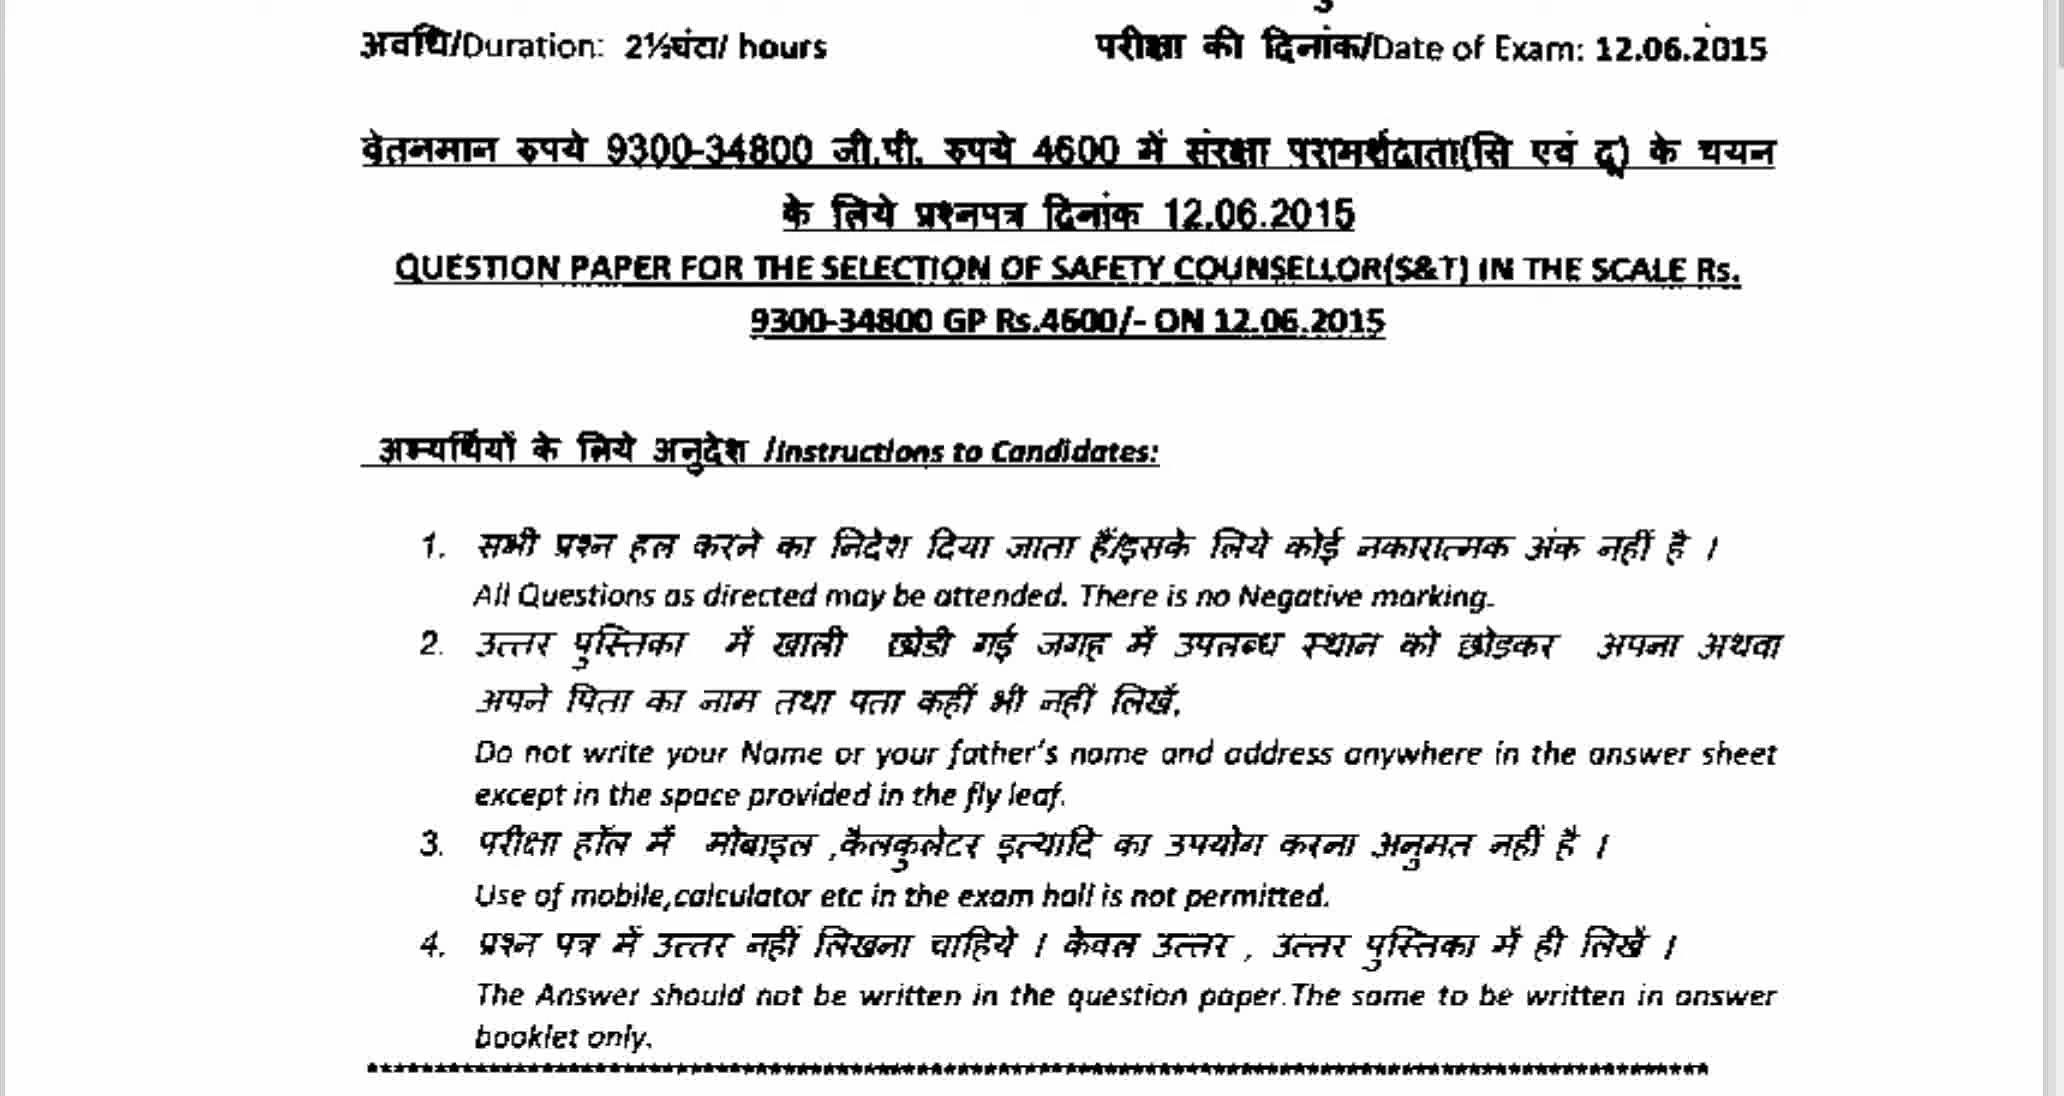 अवधि/Duration: 2½घंटा/ hours परीक्षा की दिनांक/Date of Exam: 12.06.2015
वेतनमान रुपये 9300-34800 जी.पी. रुपये 4600 में संरक्षा परामर्शदाता(सि एवं दू) के चयन
के लिये प्रश्नपत्र दिनांक 12.06.2015
QUESTION PAPER FOR THE SELECTION OF SAFETY COUNSELLOR(S&T) IN THE SCALE Rs.
9300-34800 GP Rs.4600/- ON 12.06.2015
अभ्यर्थियों के लिये अनुदेश /Instructions to Candidates:
1. सभी प्रश्न हल करने का निदेश दिया जाता हैं/इसके लिये कोई नकारात्मक अंक नहीं है ।
All Questions as directed may be attended. There is no Negative marking.
2. उत्तर पुस्तिका में खाली छोडी गई जगह में उपलब्ध स्थान को छोडकर अपना अथवा
अपने पिता का नाम तथा पता कहीं भी नहीं लिखें.
Do not write your Name or your father's name and address anywhere in the answer sheet
except in the space provided in the fly leaf.
3. परीक्षा हॉल में मोबाइल ,कैलकुलेटर इत्यादि का उपयोग करना अनुमत नहीं है ।
Use of mobile,calculator etc in the exam hall is not permitted.
4. प्रश्न पत्र में उत्तर नहीं लिखना चाहिये । केवल उत्तर , उत्तर पुस्तिका में ही लिखें ।
The Answer should not be written in the question paper.The same to be written in answer
booklet only.